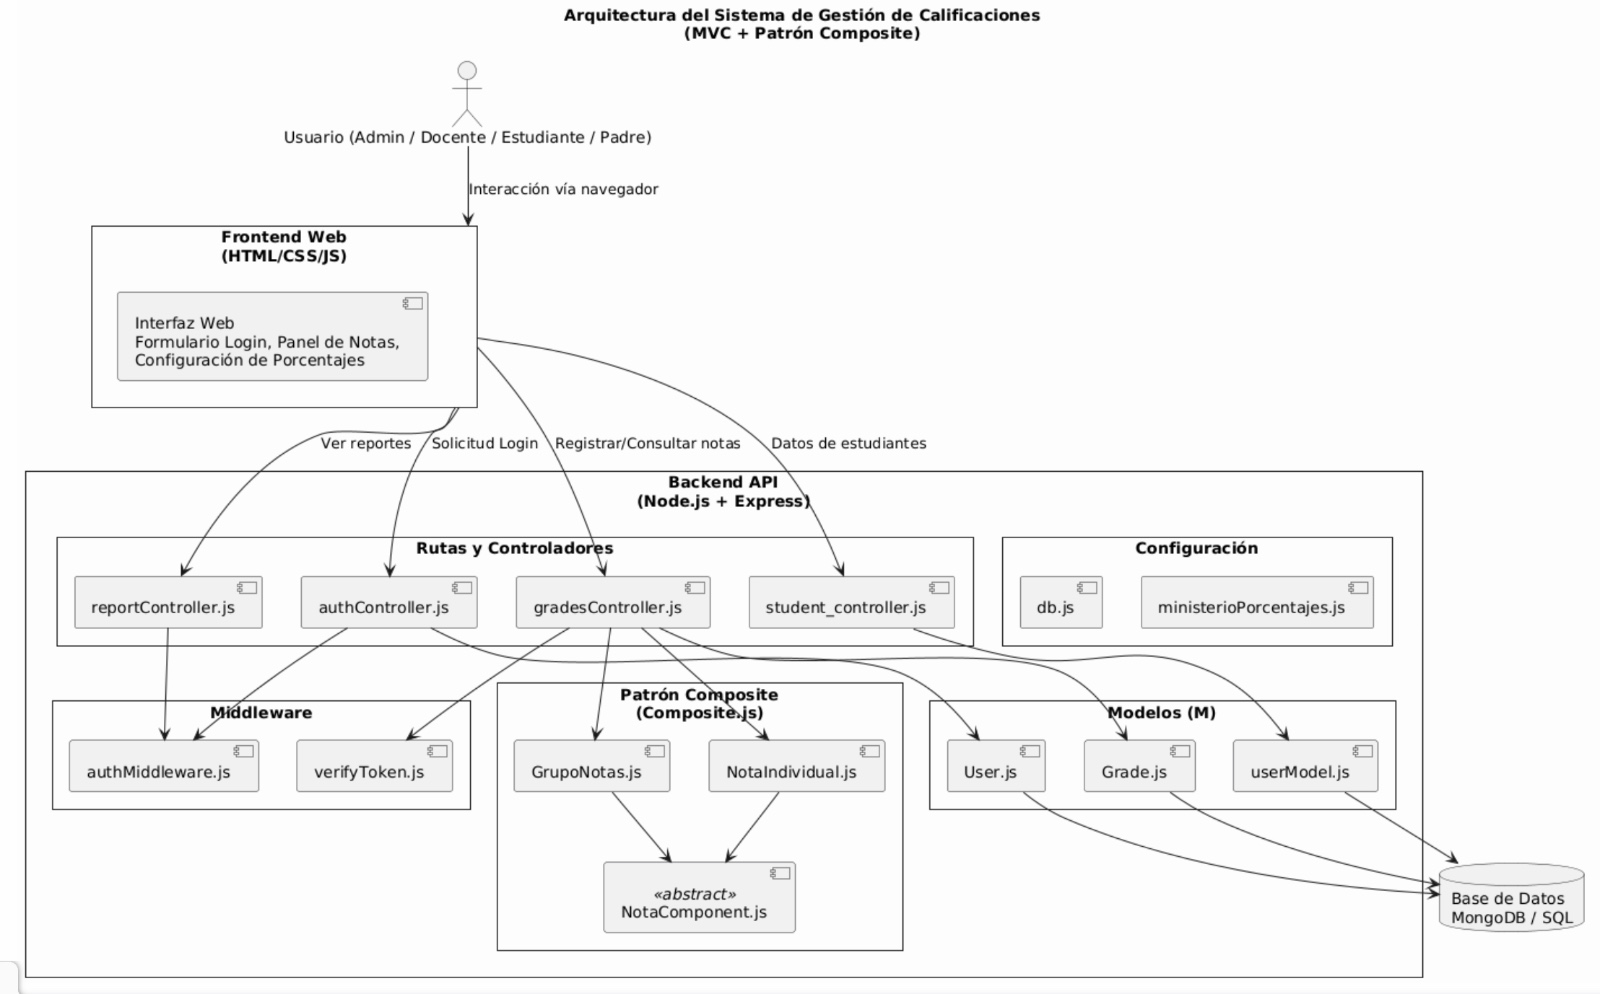 Arquitectura del Sistema de Gestión de Calificaciones
(MVC + Patrón Composite)
Usuario (Admin / Docente / Estudiante / Padre)
Interacción vía navegador
Frontend Web
(HTML/CSS/JS)
Interfaz Web
Formulario Login, Panel de Notas,
Configuración de Porcentajes
Ver reportes
Solicitud Login
Registrar/Consultar notas
Datos de estudiantes
Backend API
(Node.js + Express)
Rutas y Controladores
reportController.js
authController.js
gradesController.js
student_controller.js
Configuración
db.js
ministerioPorcentajes.js
Middleware
authMiddleware.js
verifyToken.js
Patrón Composite
(Composite.js)
GrupoNotas.js
NotaIndividual.js
«abstract»
NotaComponent.js
Modelos (M)
User.js
Grade.js
userModel.js
Base de Datos
MongoDB / SQL